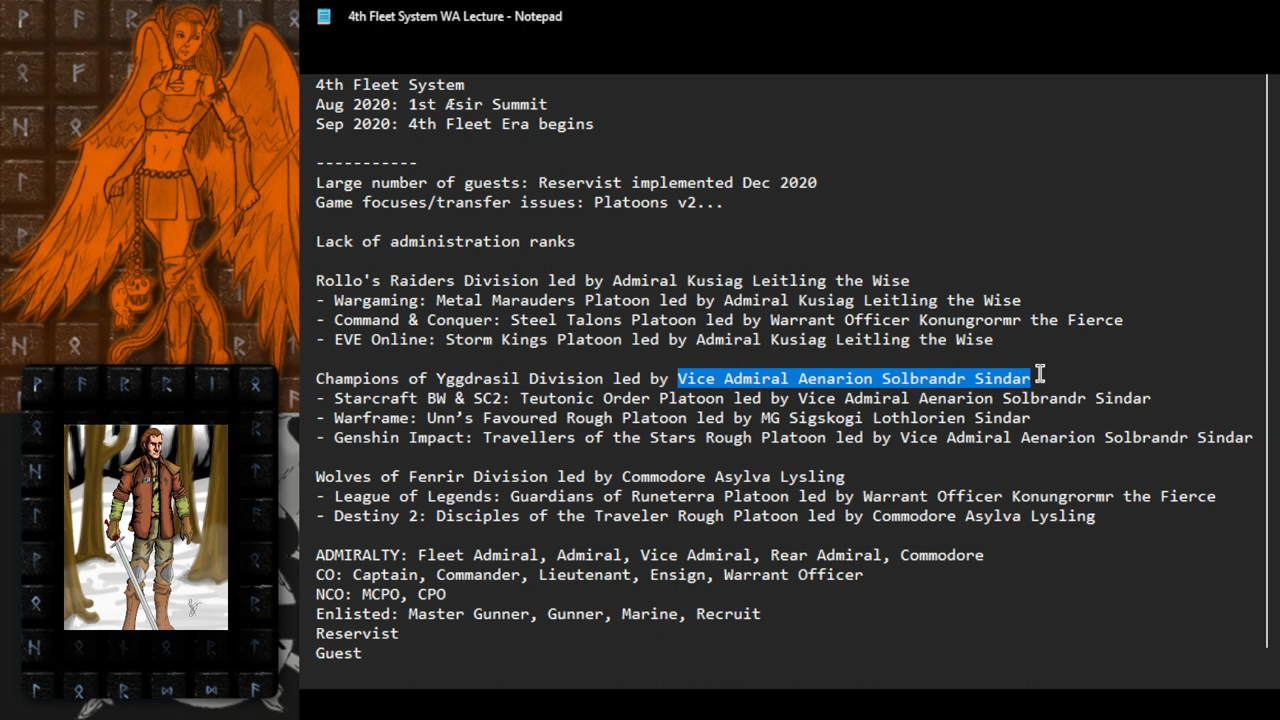 4th Fleet System WA Lecture - Notepad
4th Fleet System
Aug 2020: 1st Æsir Summit
Sep 2020: 4th Fleet Era begins
-----------
Large number of guests: Reservist implemented Dec 2020
Game focuses/transfer issues: Platoons v2...
Lack of administration ranks
Rollo's Raiders Division led by Admiral Kusiag Leitling the Wise
- Wargaming: Metal Marauders Platoon led by Admiral Kusiag Leitling the Wise
- Command & Conquer: Steel Talons Platoon led by Warrant Officer Konungrormr the Fierce
- EVE Online: Storm Kings Platoon led by Admiral Kusiag Leitling the Wise
Champions of Yggdrasil Division led by Vice Admiral Aenarion Solbrandr Sindar
- Starcraft BW & SC2: Teutonic Order Platoon led by Vice Admiral Aenarion Solbrandr Sindar
- Warframe: Unn’s Favoured Rough Platoon led by MG Sigskogi Lothlorien Sindar
- Genshin Impact: Travellers of the Stars Rough Platoon led by Vice Admiral Aenarion Solbrandr Sindar
Wolves of Fenrir Division led by Commodore Asylva Lysling
- League of Legends: Guardians of Runeterra Platoon led by Warrant Officer Konungrormr the Fierce
- Destiny 2: Disciples of the Traveler Rough Platoon led by Commodore Asylva Lysling
ADMIRALTY: Fleet Admiral, Admiral, Vice Admiral, Rear Admiral, Commodore
CO: Captain, Commander, Lieutenant, Ensign, Warrant Officer
NCO: MCPO, CPO
Enlisted: Master Gunner, Gunner, Marine, Recruit
Reservist
Guest